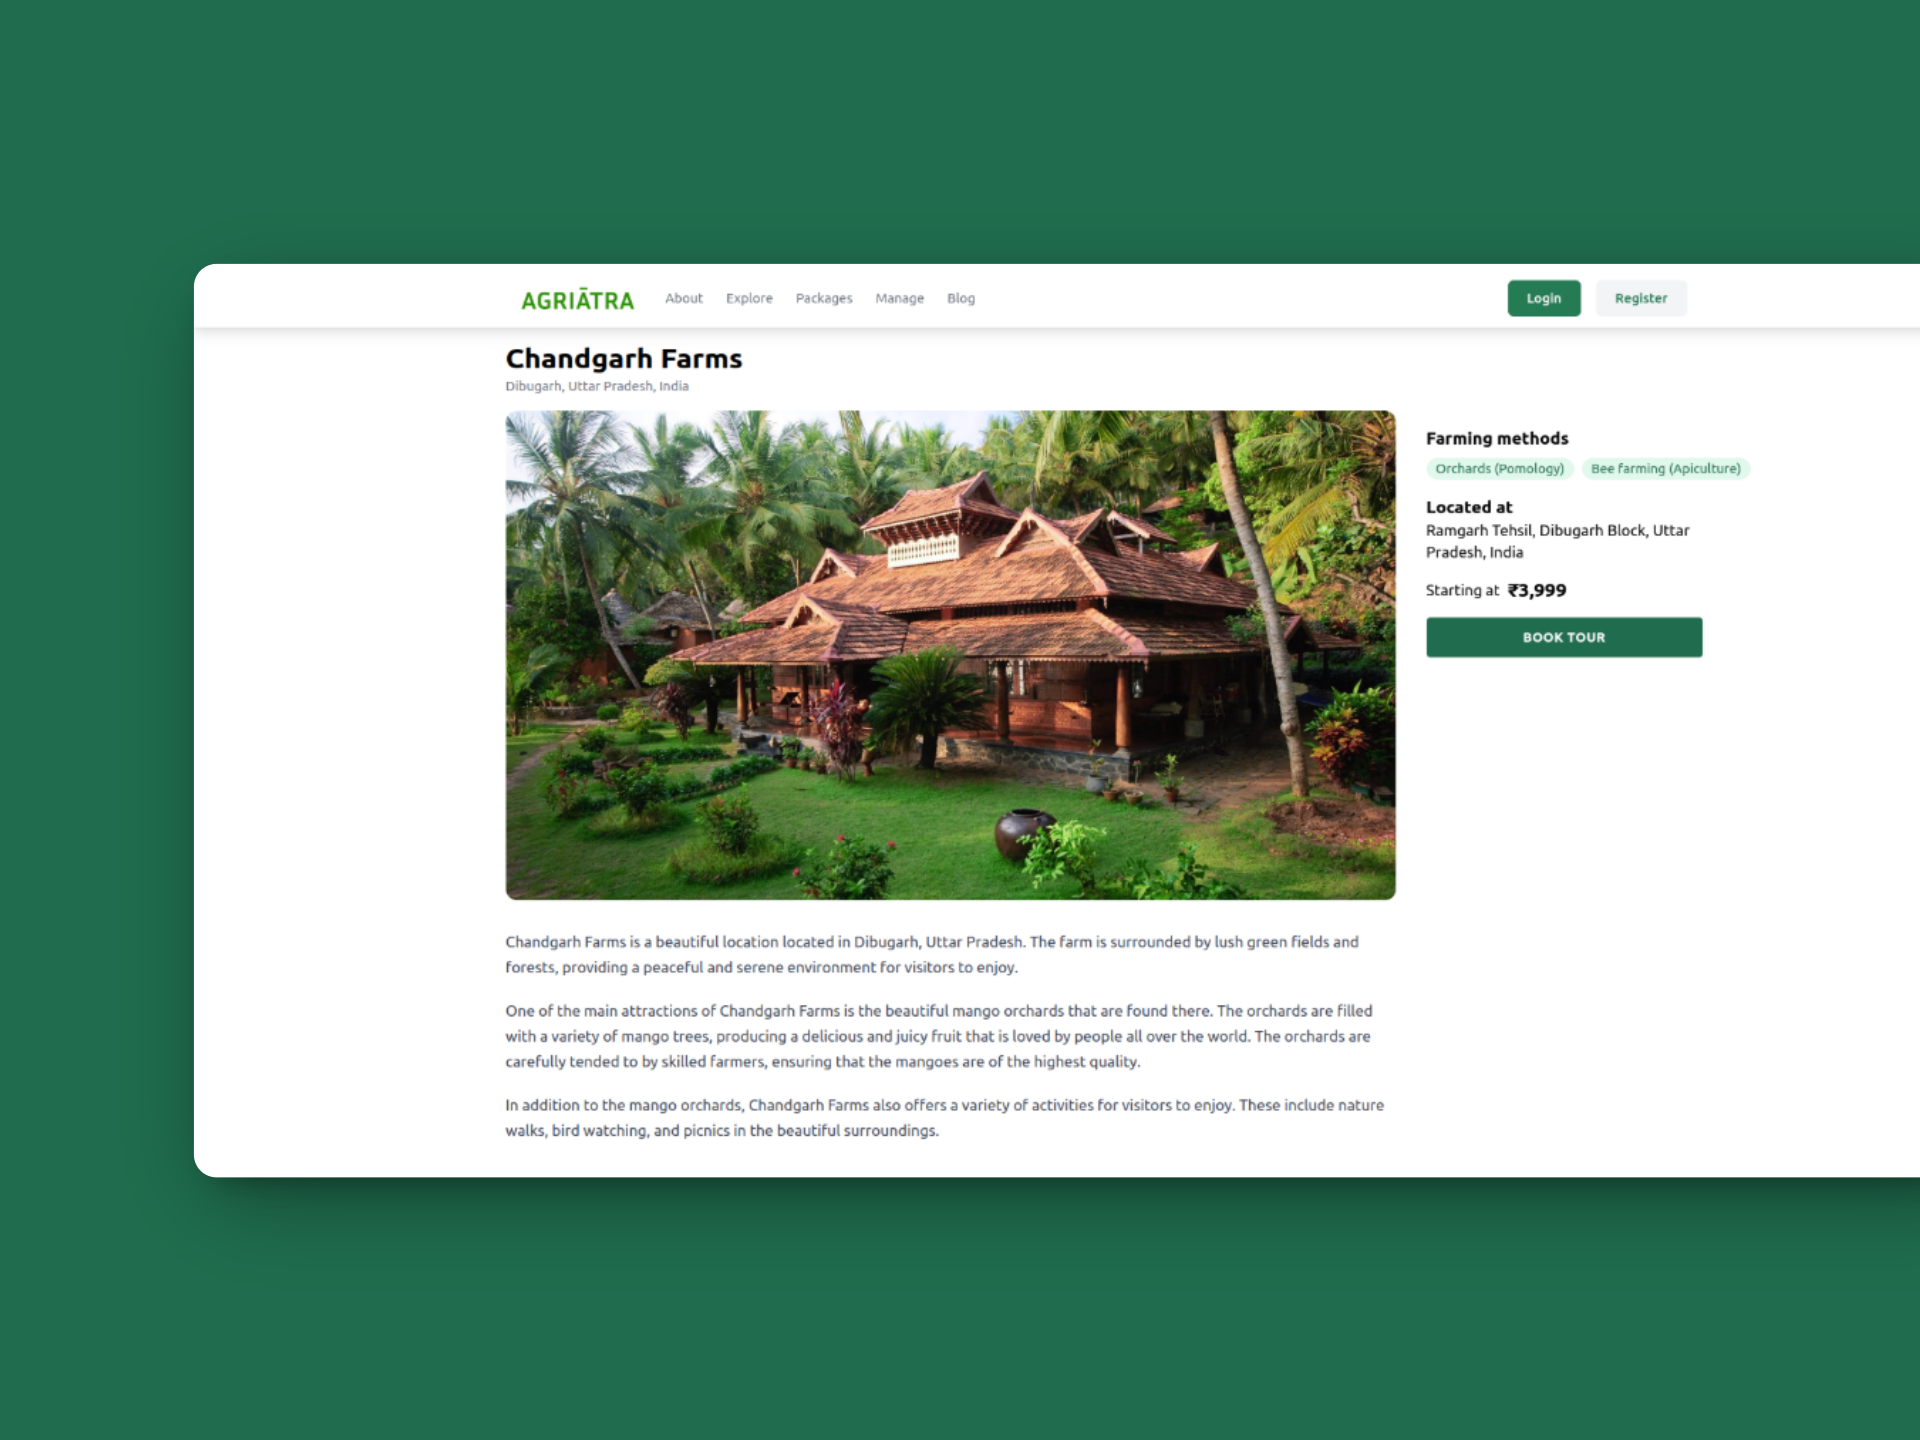 AGRIĀTRA
About Explore Packages Manage Blog
Login Register
Chandgarh Farms
Dibugarh, Uttar Pradesh, India
Farming methods
Orchards (Pomology) Bee farming (Apiculture)
Located at
Ramgarh Tehsil, Dibugarh Block, Uttar
Pradesh, India
Starting at ₹3,999
BOOK TOUR
Chandgarh Farms is a beautiful location located in Dibugarh, Uttar Pradesh. The farm is surrounded by lush green fields and
forests, providing a peaceful and serene environment for visitors to enjoy.
One of the main attractions of Chandgarh Farms is the beautiful mango orchards that are found there. The orchards are filled
with a variety of mango trees, producing a delicious and juicy fruit that is loved by people all over the world. The orchards are
carefully tended to by skilled farmers, ensuring that the mangoes are of the highest quality.
In addition to the mango orchards, Chandgarh Farms also offers a variety of activities for visitors to enjoy. These include nature
walks, bird watching, and picnics in the beautiful surroundings.